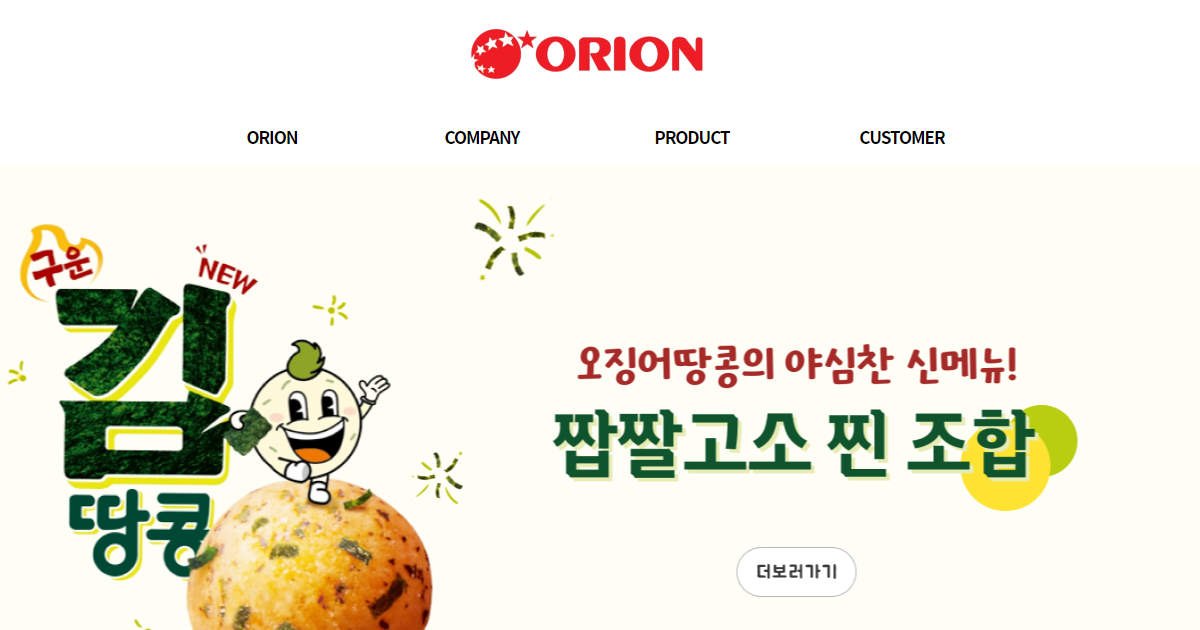 ORION
ORION COMPANY PRODUCT CUSTOMER
구운
NEW
김
땅콩
오징어땅콩의 야심찬 신메뉴!
짭짤고소 찐 조합
더보러가기